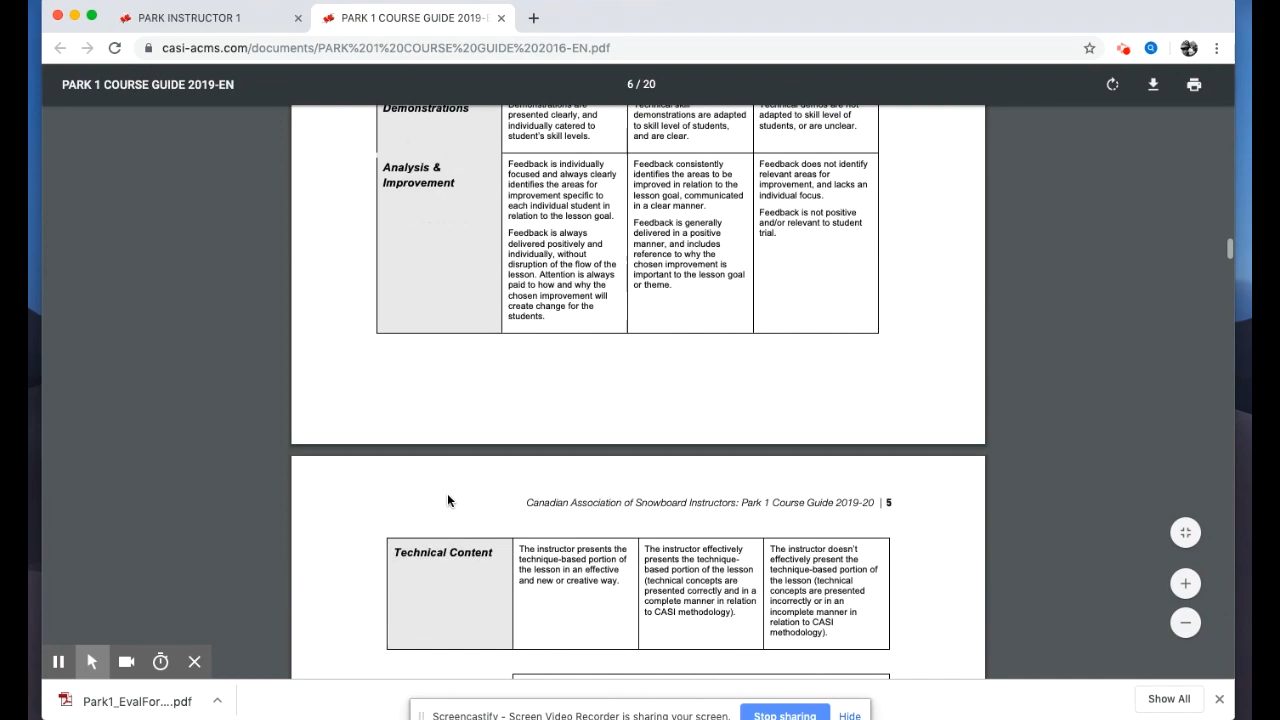 PARK INSTRUCTOR 1
PARK 1 COURSE GUIDE 2019-E
casi-acms.com/documents/PARK%201%20COURSE%20GUIDE%202016-EN.pdf
PARK 1 COURSE GUIDE 2019-EN
6 / 20
Demonstrations
Demonstrations are
presented clearly, and
individually catered to
student's skill levels.
Technical skill
demonstrations are adapted
to skill level of students,
and are clear.
Technical demos are not
adapted to skill level of
students, or are unclear.
Analysis &
Improvement
Feedback is individually
focused and always clearly
identifies the areas for
improvement specific to
each individual student in
relation to the lesson goal.
Feedback is always
delivered positively and
individually, without
disruption of the flow of the
lesson. Attention is always
paid to how and why the
chosen improvement will
create change for the
students.
Feedback consistently
identifies the areas to be
improved in relation to the
lesson goal, communicated
in a clear manner.
Feedback is generally
delivered in a positive
manner, and includes
reference to why the
chosen improvement is
important to the lesson goal
or theme.
Feedback does not identify
relevant areas for
improvement, and lacks an
individual focus.
Feedback is not positive
and/or relevant to student
trial.
Canadian Association of Snowboard Instructors: Park 1 Course Guide 2019-20 | 5
Technical Content
The instructor presents the
technique-based portion of
the lesson in an effective
and new or creative way.
The instructor effectively
presents the technique-
based portion of the lesson
(technical concepts are
presented correctly and in a
complete manner in relation
to CASI methodology).
The instructor doesn't
effectively present the
technique-based portion of
the lesson (technical
concepts are presented
incorrectly or in an
incomplete manner in
relation to CASI
methodology).
Park1_EvalFor....pdf
Show All
Screencastify - Screen Video Recorder is sharing your screen.
Stop sharing
Hide